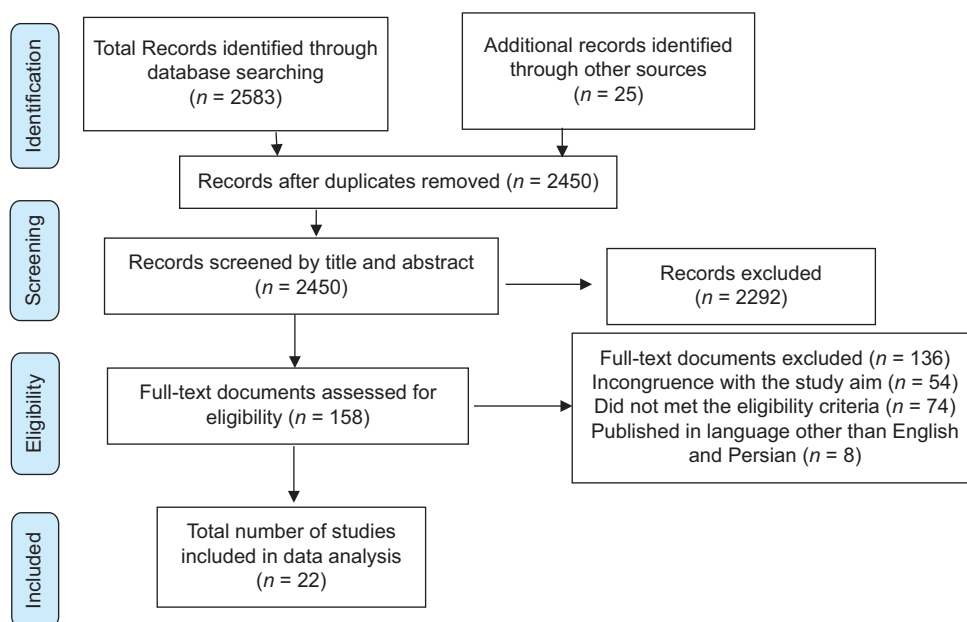 Identification
Total Records identified through
database searching
(n = 2583)
Additional records identified
through other sources
(n = 25)
Records after duplicates removed (n = 2450)
Screening
Records screened by title and abstract
(n = 2450)
Records excluded
(n = 2292)
Eligibility
Full-text documents assessed for
eligibility (n = 158)
Full-text documents excluded (n = 136)
Incongruence with the study aim (n = 54)
Did not met the eligibility criteria (n = 74)
Published in language other than English
and Persian (n = 8)
Included
Total number of studies
included in data analysis
(n = 22)